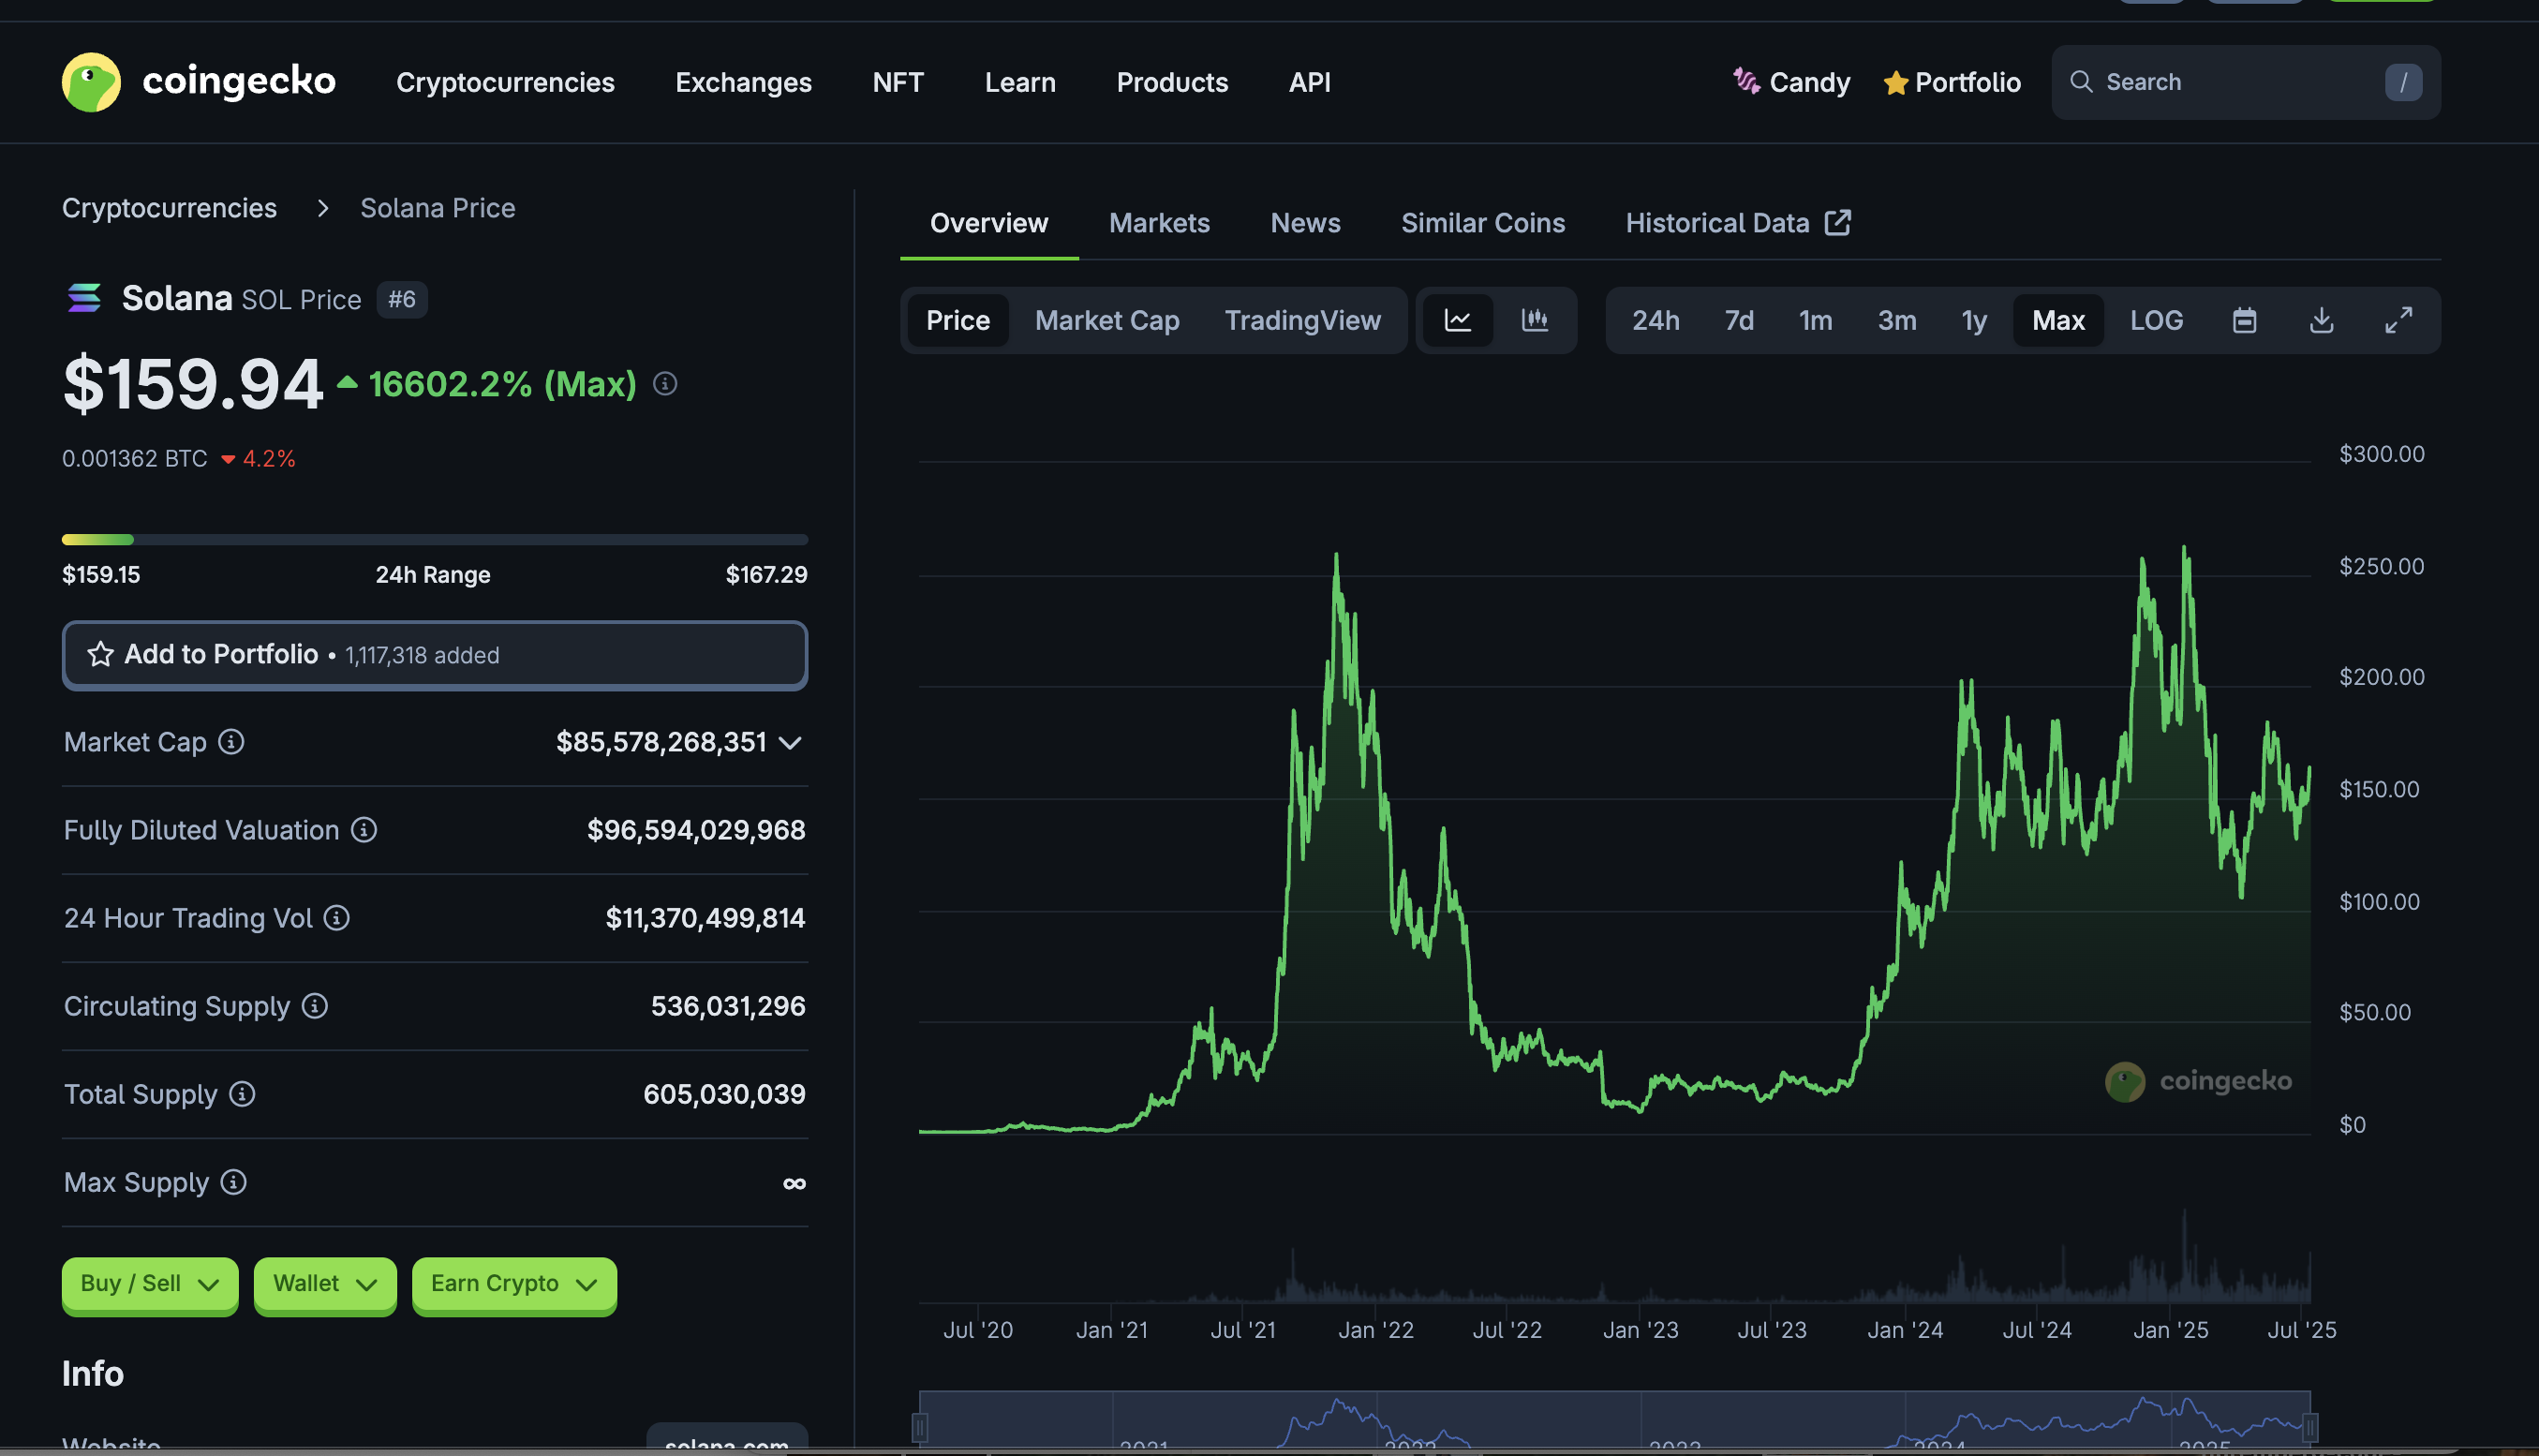 coingecko Cryptocurrencies Exchanges NFT Learn Products API Candy Portfolio Search /
Cryptocurrencies > Solana Price
Solana SOL Price #6
$159.94 16602.2% (Max)
0.001362 BTC 4.2%
$159.15 24h Range $167.29
Add to Portfolio • 1,117,318 added
Market Cap $85,578,268,351
Fully Diluted Valuation $96,594,029,968
24 Hour Trading Vol $11,370,499,814
Circulating Supply 536,031,296
Total Supply 605,030,039
Max Supply ∞
Buy / Sell Wallet Earn Crypto
Info
Website solana.com
Overview Markets News Similar Coins Historical Data
Price Market Cap TradingView 24h 7d 1m 3m 1y Max LOG
$300.00
$250.00
$200.00
$150.00
$100.00
$50.00
$0
coingecko
Jul '20 Jan '21 Jul '21 Jan '22 Jul '22 Jan '23 Jul '23 Jan '24 Jul '24 Jan '25 Jul '25
2021 2022 2023 2024 2025